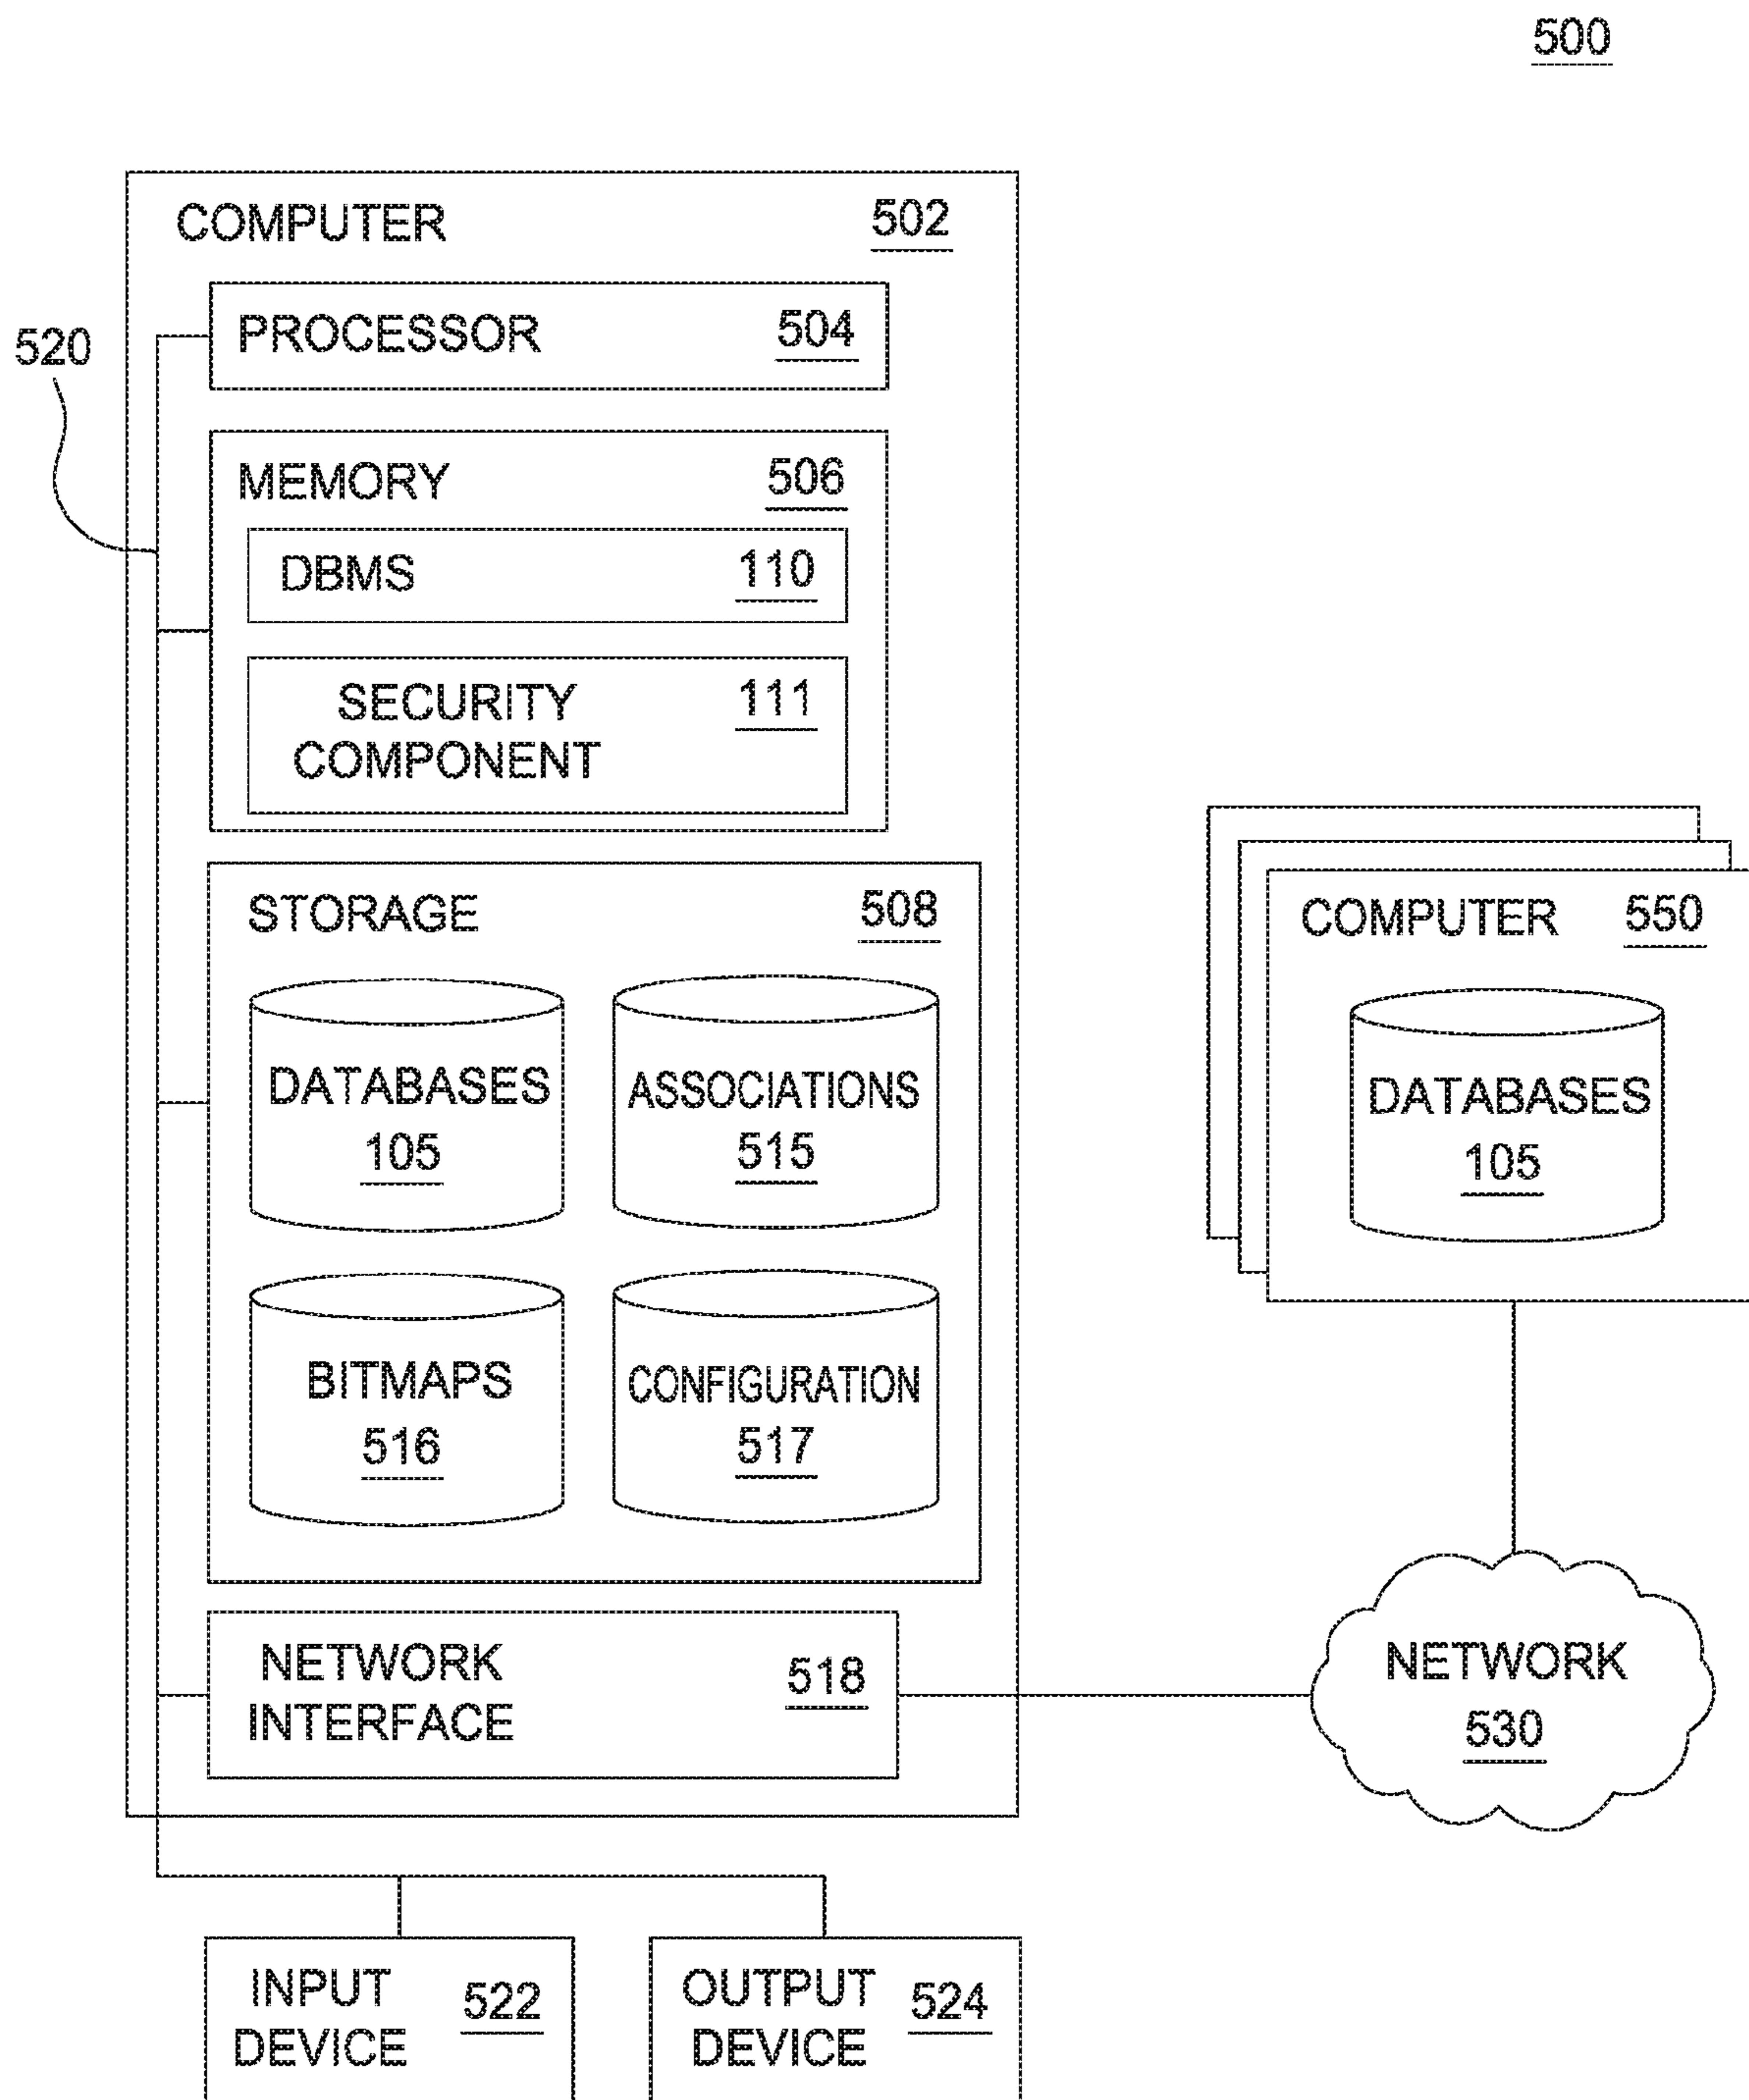 500
COMPUTER 502
520
PROCESSOR 504
MEMORY 506
DBMS 110
SECURITY 111
COMPONENT
STORAGE 508
DATABASES
105
ASSOCIATIONS
515
BITMAPS
516
CONFIGURATION
517
NETWORK
INTERFACE
518
COMPUTER 550
DATABASES
105
NETWORK
530
INPUT
DEVICE
522
OUTPUT
DEVICE
524